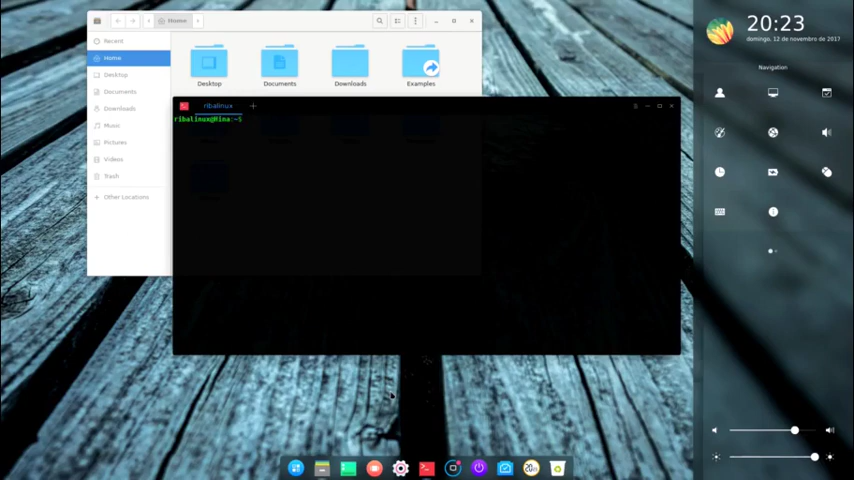 Home
Recent
Home
Desktop
Documents
Downloads
Music
Pictures
Videos
Trash
Other Locations
Desktop
Documents
Downloads
Examples
ribalinux
ribalinux@Mina:~$
20:23
domingo, 12 de novembro de 2017
Navigation